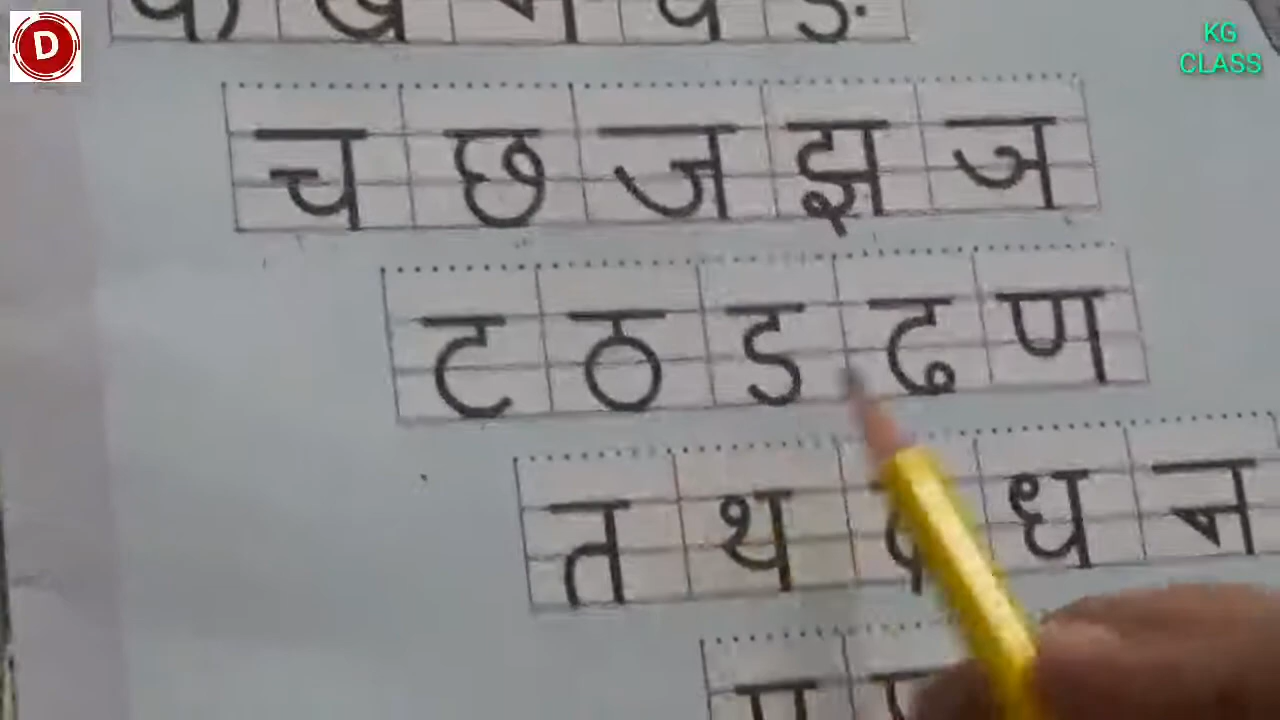 D
KG
CLASS
क ख ग घ ङ
च छ ज झ ञ
ट ठ ड ढ ण
त थ द ध न